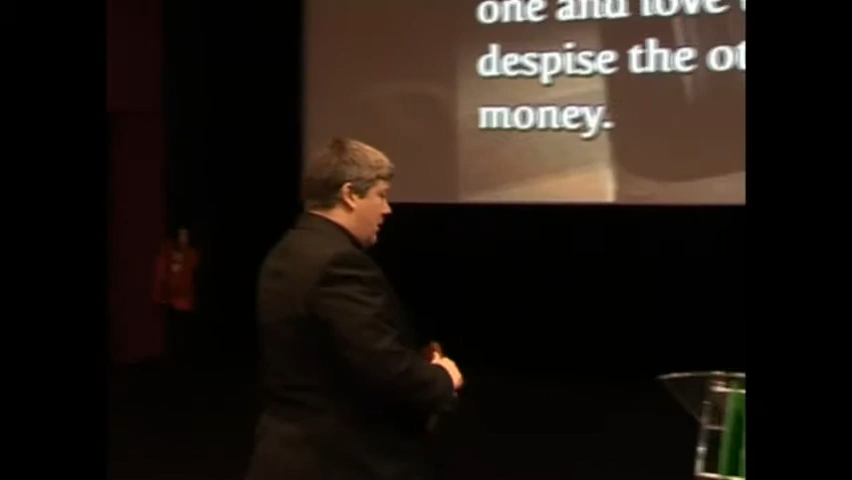 one and love
despise the
money.